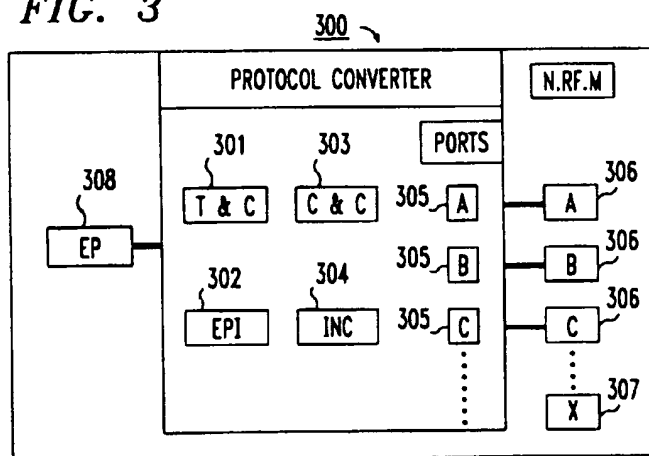 FIG. 3
300
PROTOCOL CONVERTER
N.RF.M
PORTS
301
303
308
T & C
C & C
305
A
306
A
EP
302
304
305
B
306
B
EPI
INC
305
C
306
C
X
307